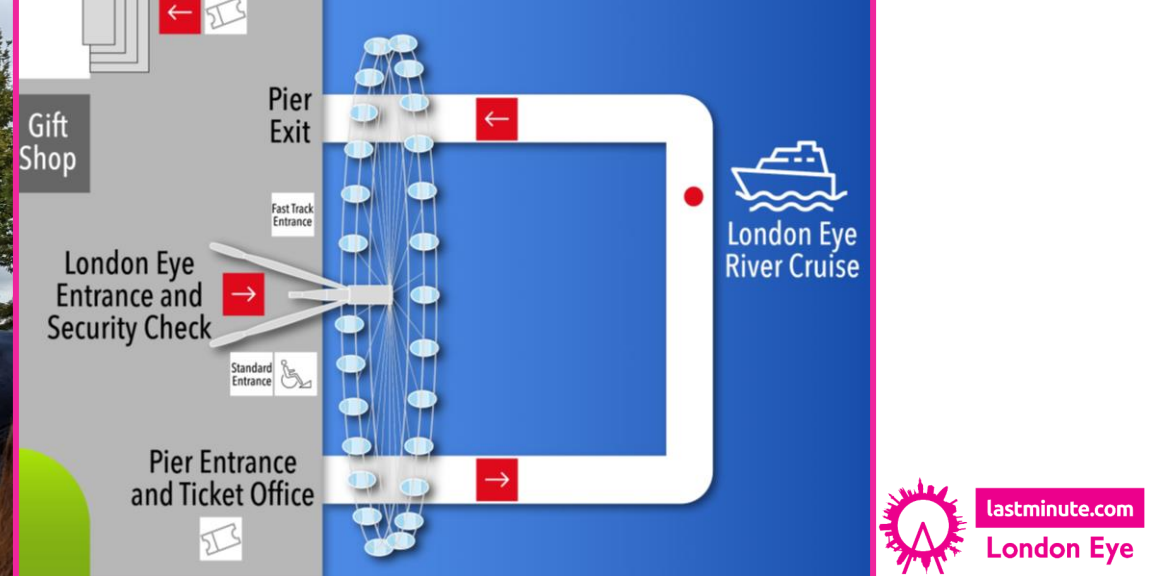 Pier
Exit
Gift
Shop
Fast Track
Entrance
London Eye
River Cruise
London Eye
Entrance and
Security Check
Standard
Entrance
Pier Entrance
and Ticket Office
lastminute.com
London Eye